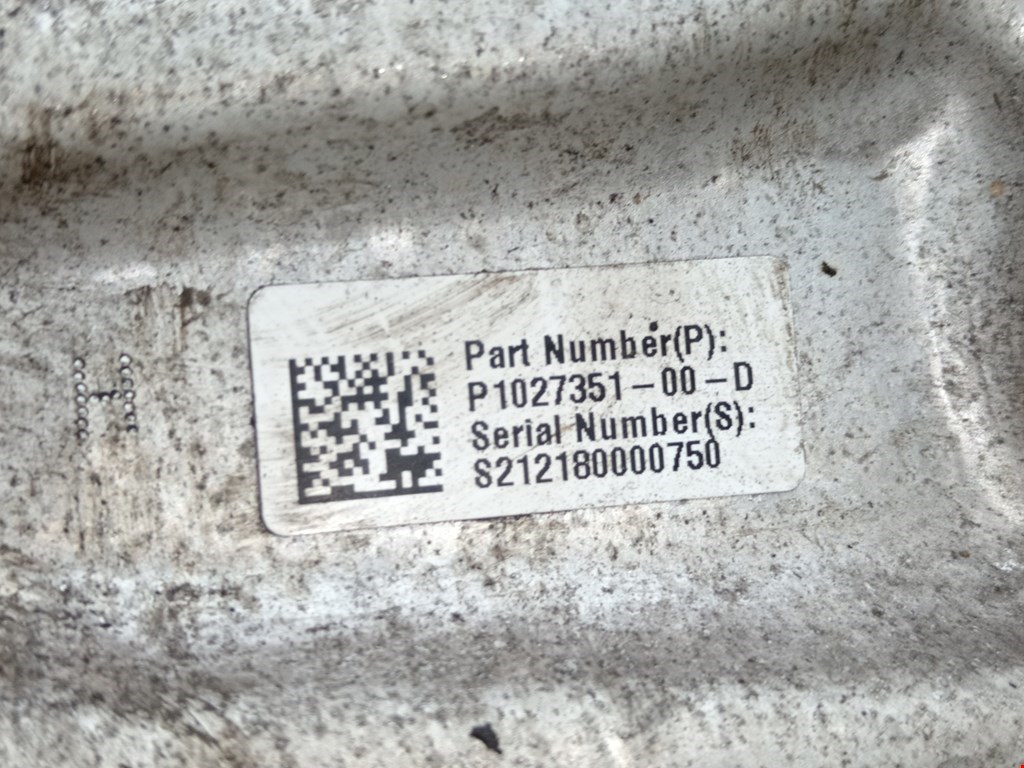 H
Part Number(P):
P1027351-00-D
Serial Number(S):
S212180000750